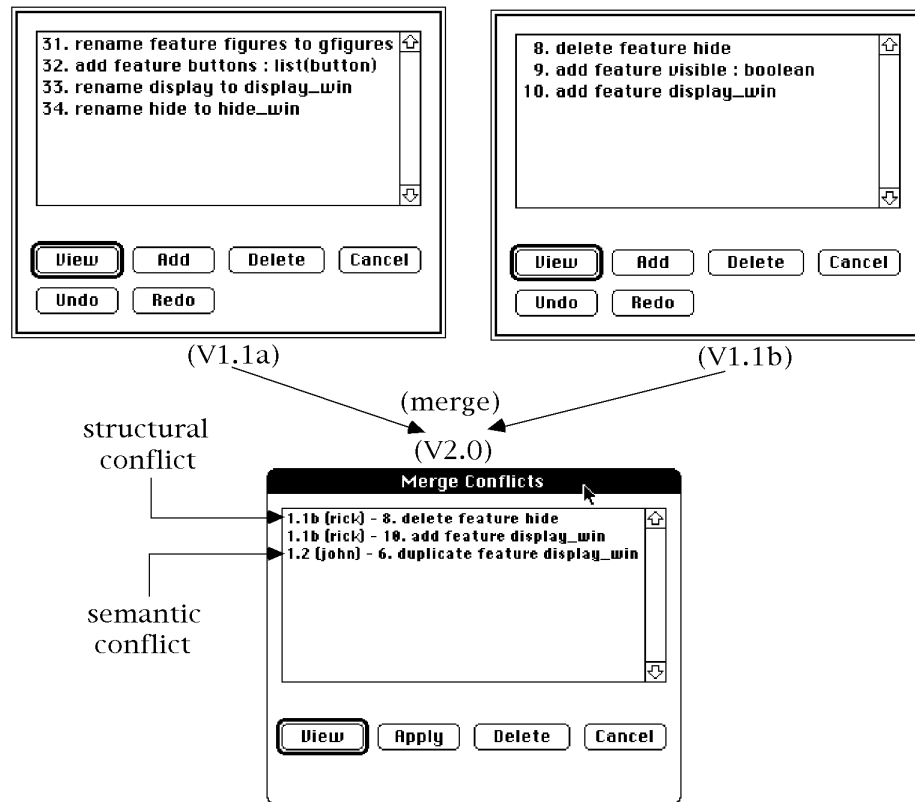 31. rename feature figures to gfigures
32. add feature buttons : list(button)
33. rename display to display_win
34. rename hide to hide_win
View Add Delete Cancel
Undo Redo
(V1.1a)
8. delete feature hide
9. add feature visible : boolean
10. add feature display_win
View Add Delete Cancel
Undo Redo
(V1.1b)
(merge)
(V2.0)
structural
conflict
semantic
conflict
Merge Conflicts
1.1b (rick) - 8. delete feature hide
1.1b (rick) - 10. add feature display_win
1.2 (john) - 6. duplicate feature display_win
View Apply Delete Cancel